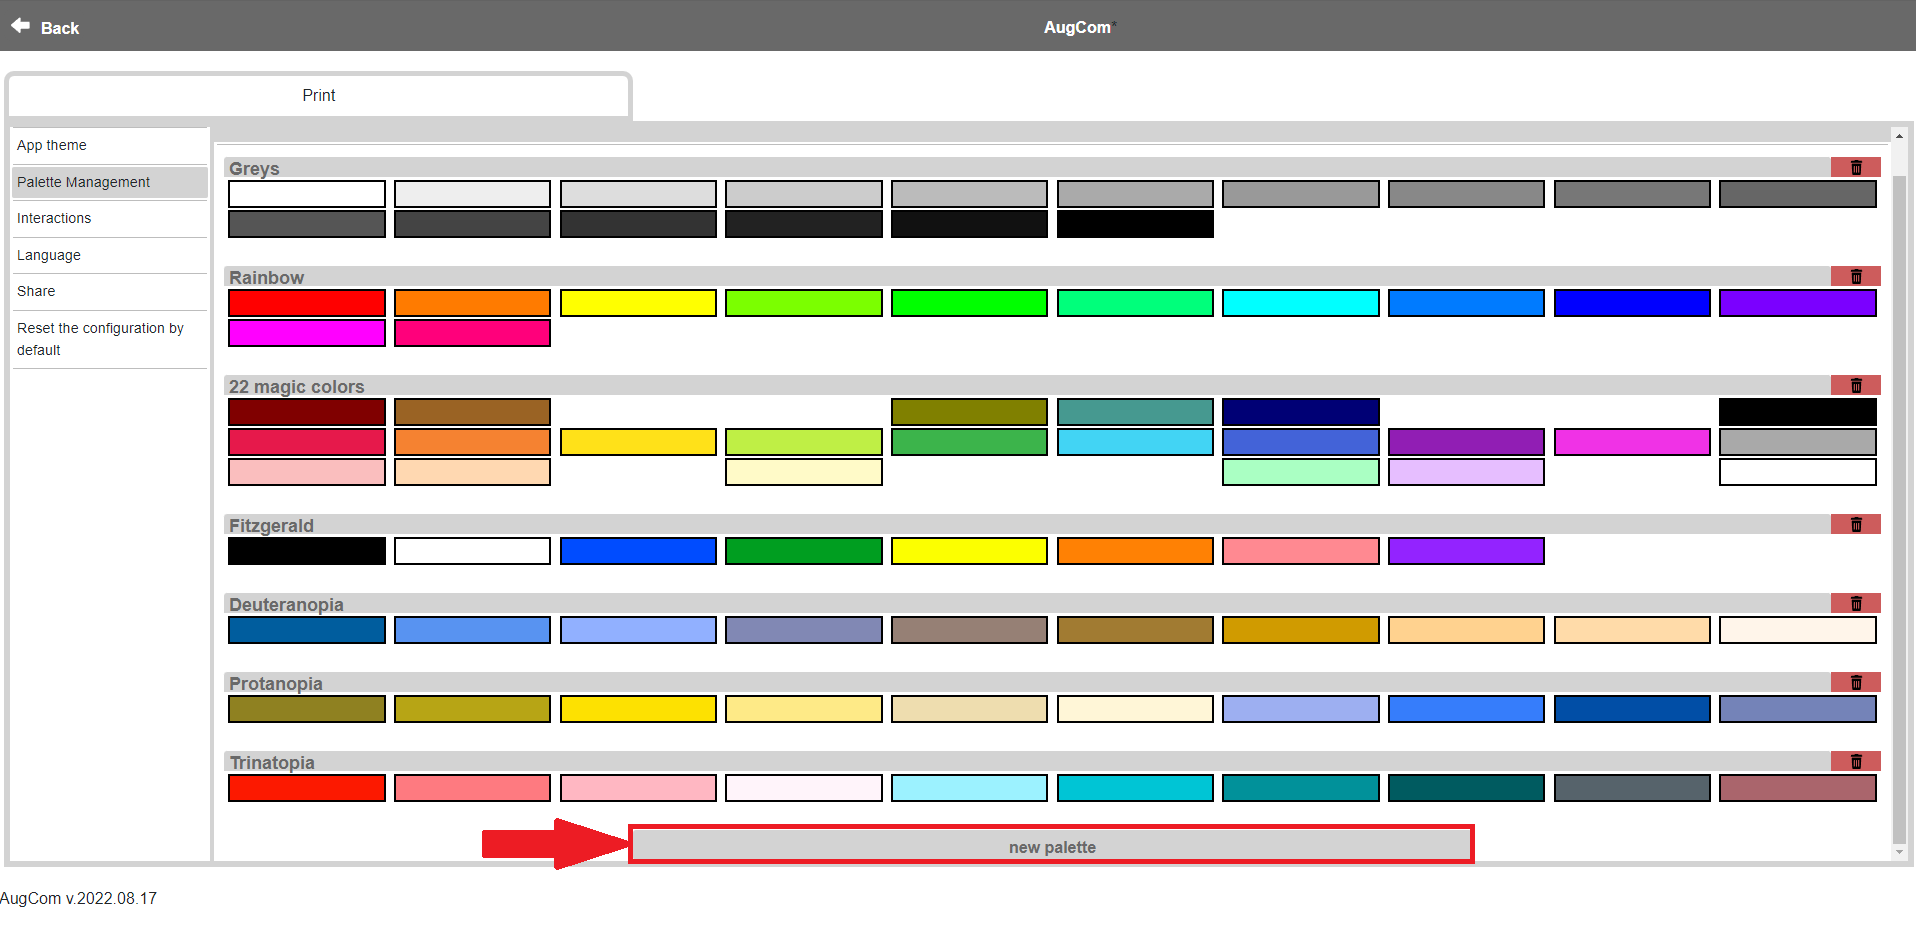 Back
AugCom*
Print
App theme
Palette Management
Interactions
Language
Share
Reset the configuration by
default
Greys
Rainbow
22 magic colors
Fitzgerald
Deuteranopia
Protanopia
Trinatopia
new palette
AugCom v.2022.08.17